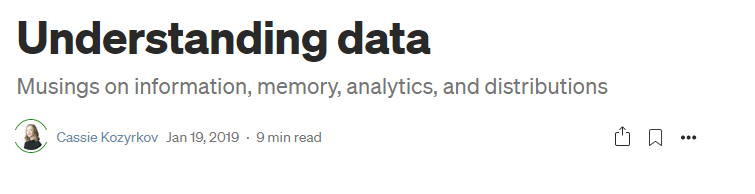 Understanding data
Musings on information, memory, analytics, and distributions
Cassie Kozyrkov Jan 19, 2019 · 9 min read